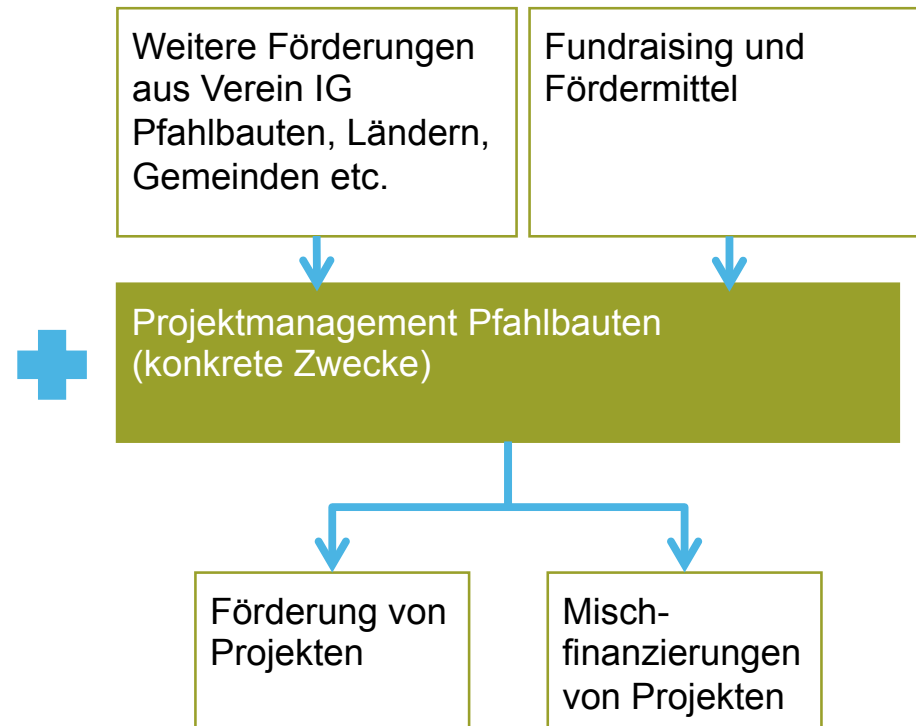 Weitere Förderungen
aus Verein IG
Pfahlbauten, Ländern,
Gemeinden etc.
Fundraising und
Fördermittel
Projektmanagement Pfahlbauten
(konkrete Zwecke)
Förderung von
Projekten
Misch-
finanzierungen
von Projekten